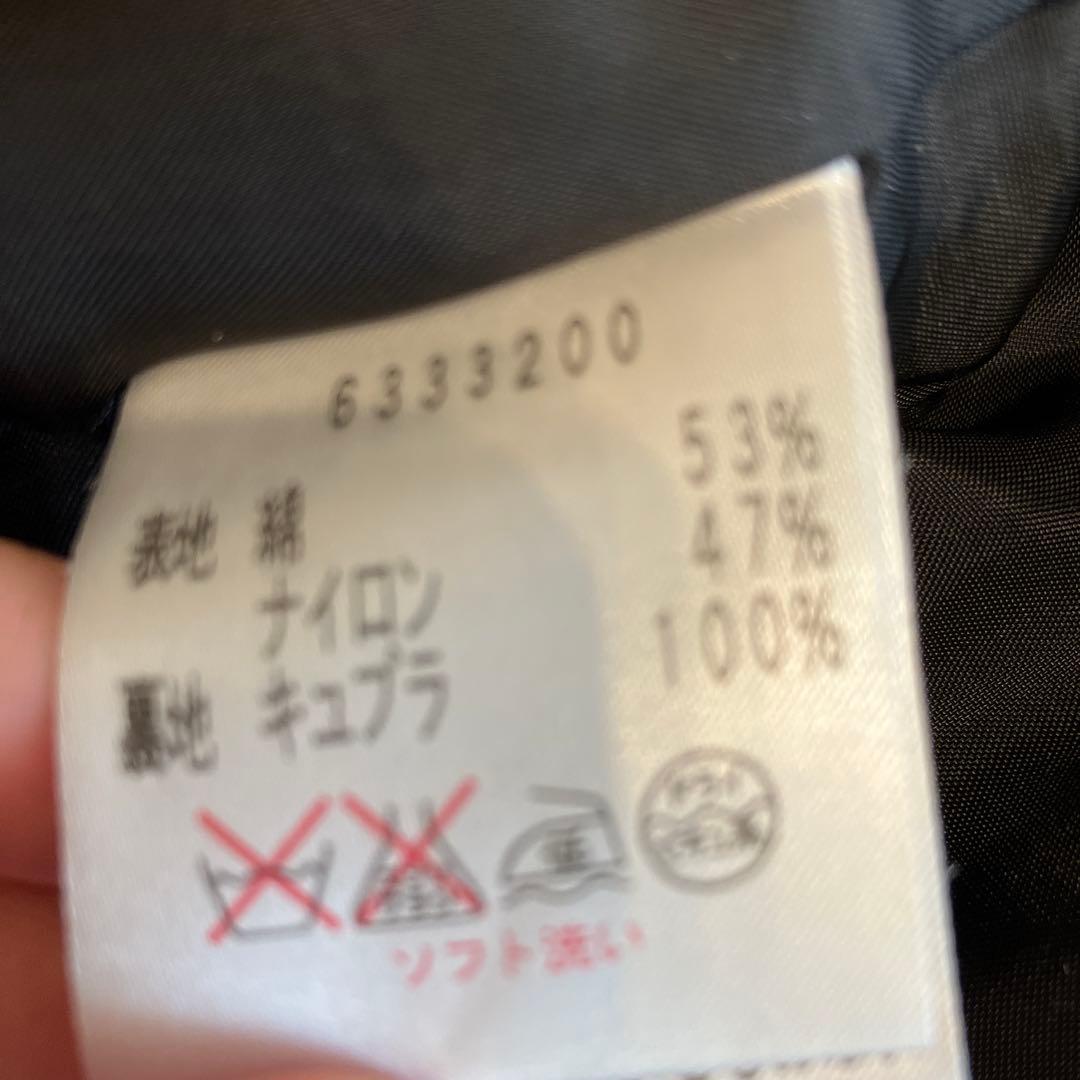 6333200
表地 綿 53%
ナイロン 47%
裏地 キュプラ 100%
中
ソフト洗い